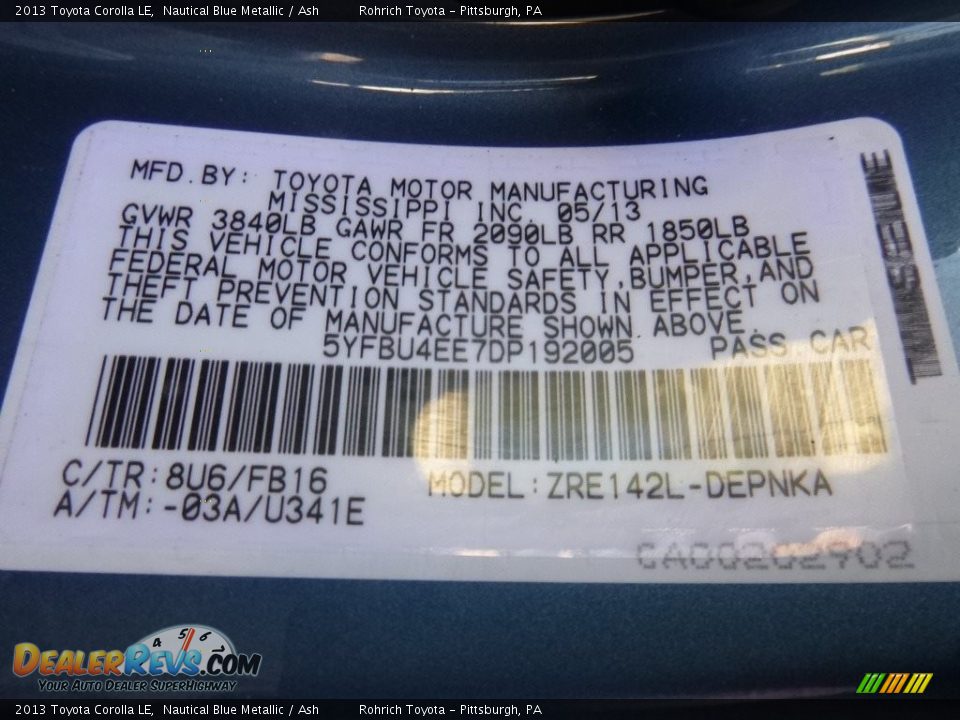 2013 Toyota Corolla LE, Nautical Blue Metallic / Ash Rohrich Toyota - Pittsburgh, PA
MFD.BY: TOYOTA MOTOR MANUFACTURING
MISSISSIPPI INC. 05/13
GVWR 3840LB GAWR FR 2090LB RR 1850LB
THIS VEHICLE CONFORMS TO ALL APPLICABLE
FEDERAL MOTOR VEHICLE SAFETY,BUMPER,AND
THEFT PREVENTION STANDARDS IN EFFECT ON
THE DATE OF MANUFACTURE SHOWN ABOVE.
5YFBU4EE7DP192005 PASS CAR
C/TR:8U6/FB16 MODEL:ZRE142L-DEPNKA
A/TM:-03A/U341E
CA00202902
4 5 6
DEALERREVS.COM
YOUR AUTO DEALER SUPERHIGHWAY
2013 Toyota Corolla LE, Nautical Blue Metallic / Ash Rohrich Toyota - Pittsburgh, PA